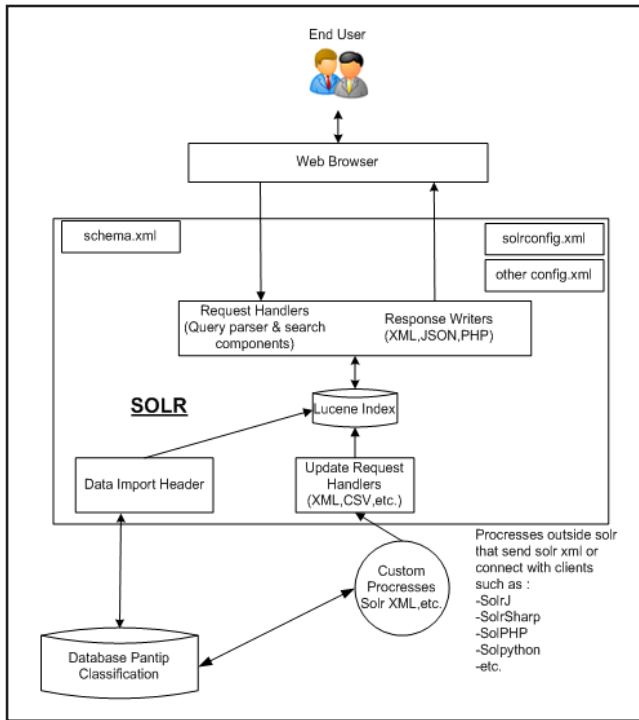 End User
Web Browser
schema.xml
solrconfig.xml
other config.xml
Request Handlers
(Query parser & search
components)
Response Writers
(XML,JSON,PHP)
SOLR
Lucene Index
Data Import Header
Update Request
Handlers
(XML,CSV,etc.)
Custom
Processes
Solr XML,etc.
Processes outside solr
that send solr xml or
connect with clients
such as :
-SolrJ
-SolrSharp
-SolPHP
-Solpython
-etc.
Database Pantip
Classification